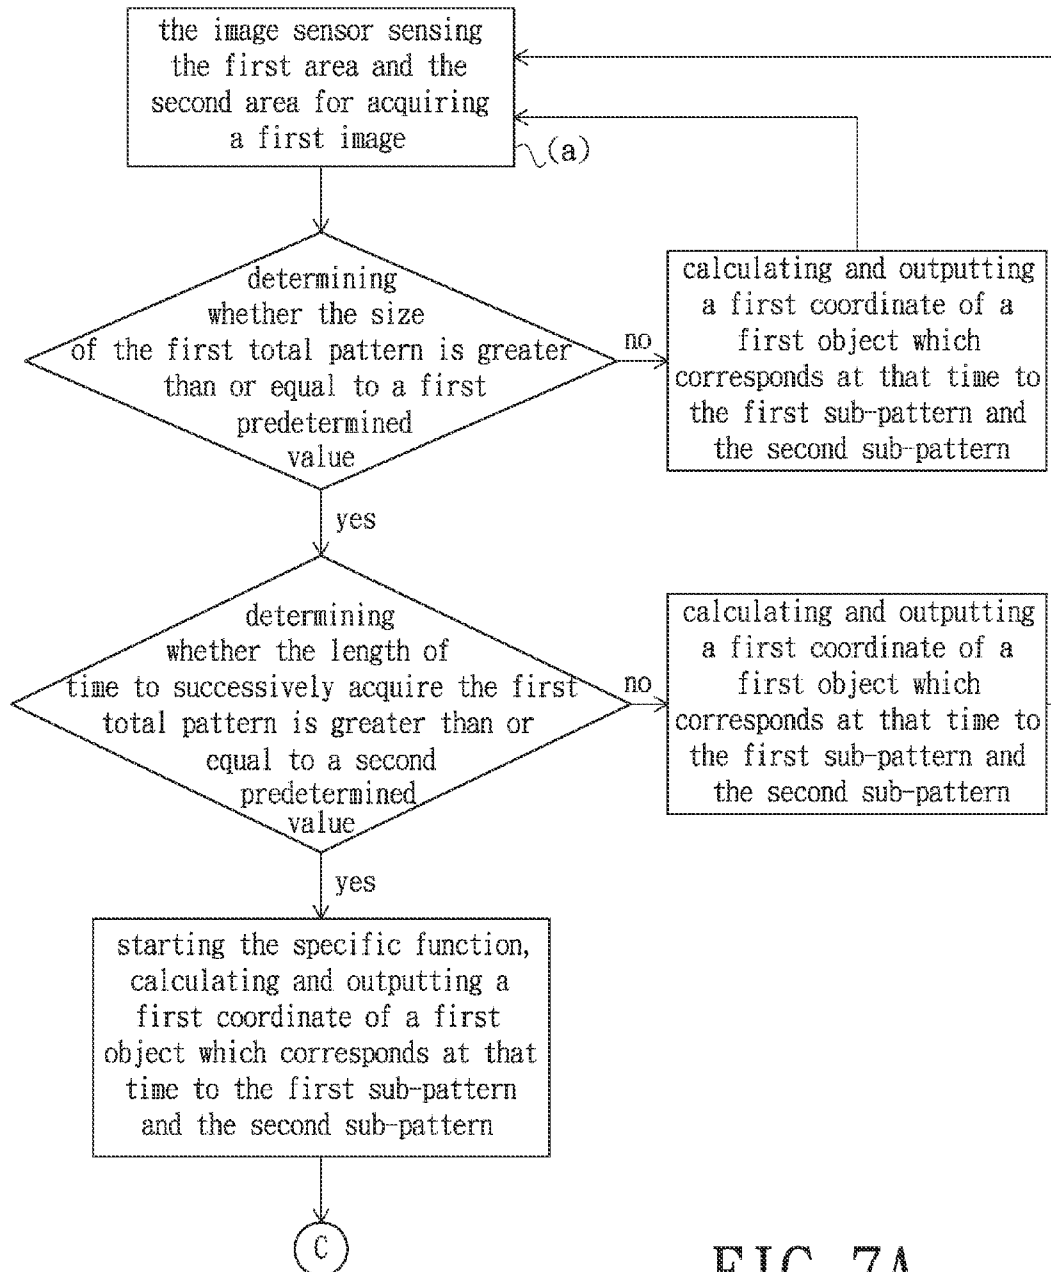 the image sensor sensing
the first area and the
second area for acquiring
a first image
(a)
determining
whether the size
of the first total pattern is greater
than or equal to a first
predetermined
value
no
calculating and outputting
a first coordinate of a
first object which
corresponds at that time to
the first sub-pattern and
the second sub-pattern
yes
determining
whether the length of
time to successively acquire the first
total pattern is greater than or
equal to a second
predetermined
value
no
calculating and outputting
a first coordinate of a
first object which
corresponds at that time to
the first sub-pattern and
the second sub-pattern
yes
starting the specific function,
calculating and outputting a
first coordinate of a first
object which corresponds at that
time to the first sub-pattern
and the second sub-pattern
C
FIG. 7A